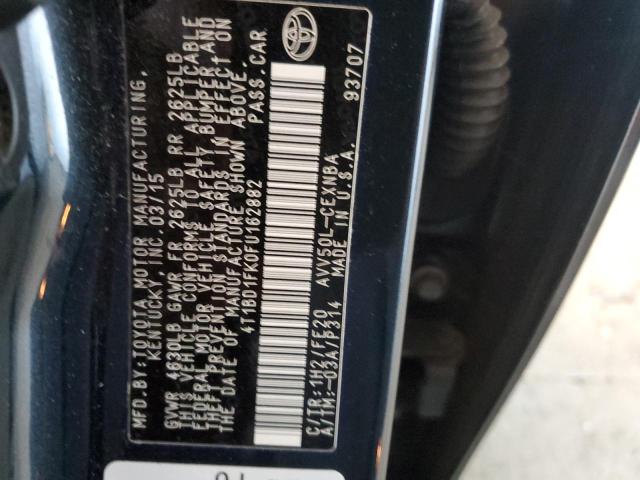 MFD. BY: TOYOTA MOTOR MANUFACTURING,
KENTUCKY, INC. 03/15
GVWR 4630LB GAWR FR 2625LB RR 2625LB
THIS VEHICLE CONFORMS TO ALL APPLICABLE
FEDERAL MOTOR VEHICLE SAFETY, BUMPER AND
THEFT PREVENTION STANDARDS IN EFFECT ON
THE DATE OF MANUFACTURE SHOWN ABOVE.
4T1BD1FK0FU162882 PASS. CAR
C/TR:1H2/FE20 AVV50L-CEXNBA
A/TM:-03A/P314 MADE IN U.S.A. 93707